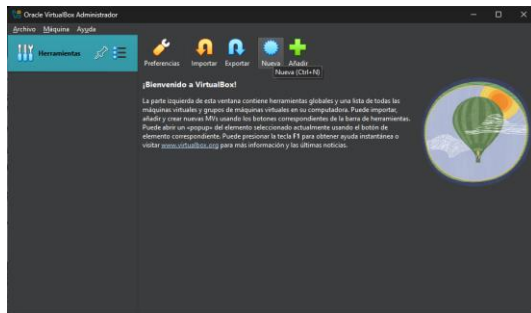 Oracle VirtualBox Administrador
Archivo Máquina Ayuda
Herramientas
Preferencias Importar Exportar Nueva Añadir
Nueva (Ctrl+N)
¡Bienvenido a VirtualBox!
La parte izquierda de esta ventana contiene herramientas globales y una lista de todas las
máquinas virtuales y grupos de máquinas virtuales en su computadora. Puede importar,
añadir y crear nuevas MVs usando los botones correspondientes de la barra de herramientas.
Puede abrir un «popup» del elemento seleccionado actualmente usando el botón de
elemento correspondiente. Puede presionar la tecla F1 para obtener ayuda instantánea o
visitar www.virtualbox.org para más información y las últimas noticias.